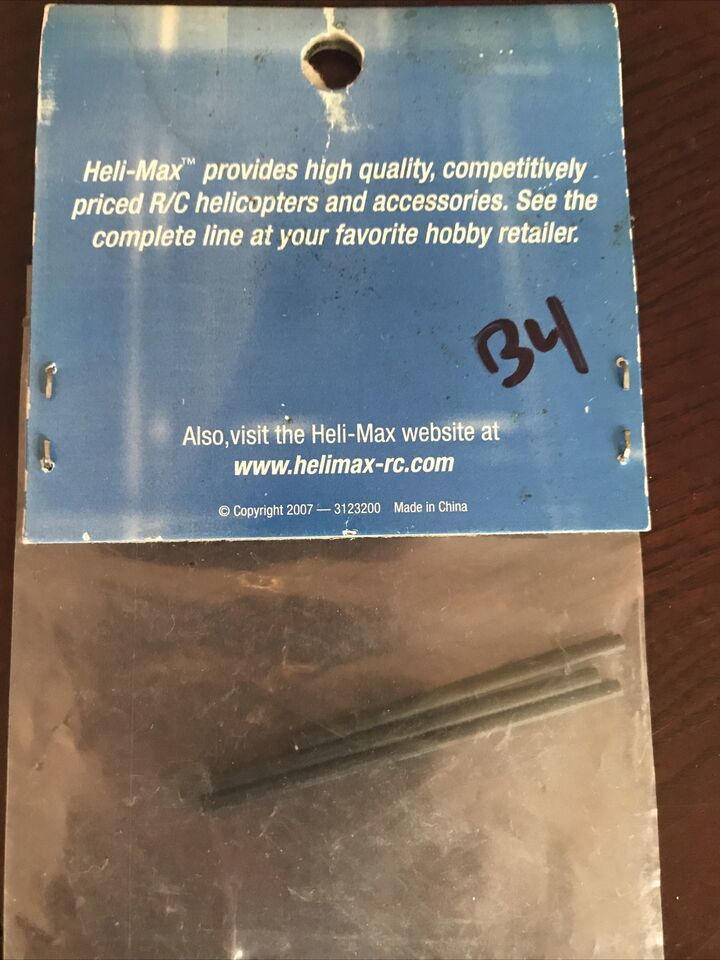 Heli-Max™ provides high quality, competitively
priced R/C helicopters and accessories. See the
complete line at your favorite hobby retailer.
B4
Also,visit the Heli-Max website at
www.helimax-rc.com
© Copyright 2007 — 3123200 Made in China